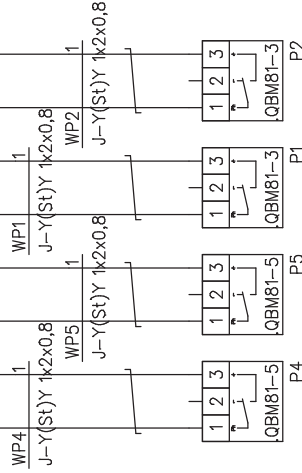 1
WP2
J-Y(St)Y 1x2x0,8
3
2
1
QBM81-3
P2
1
WP1
J-Y(St)Y 1x2x0,8
3
2
1
QBM81-3
P1
1
WP5
J-Y(St)Y 1x2x0,8
3
2
1
QBM81-5
P5
1
WP4
J-Y(St)Y 1x2x0,8
3
2
1
QBM81-5
P4